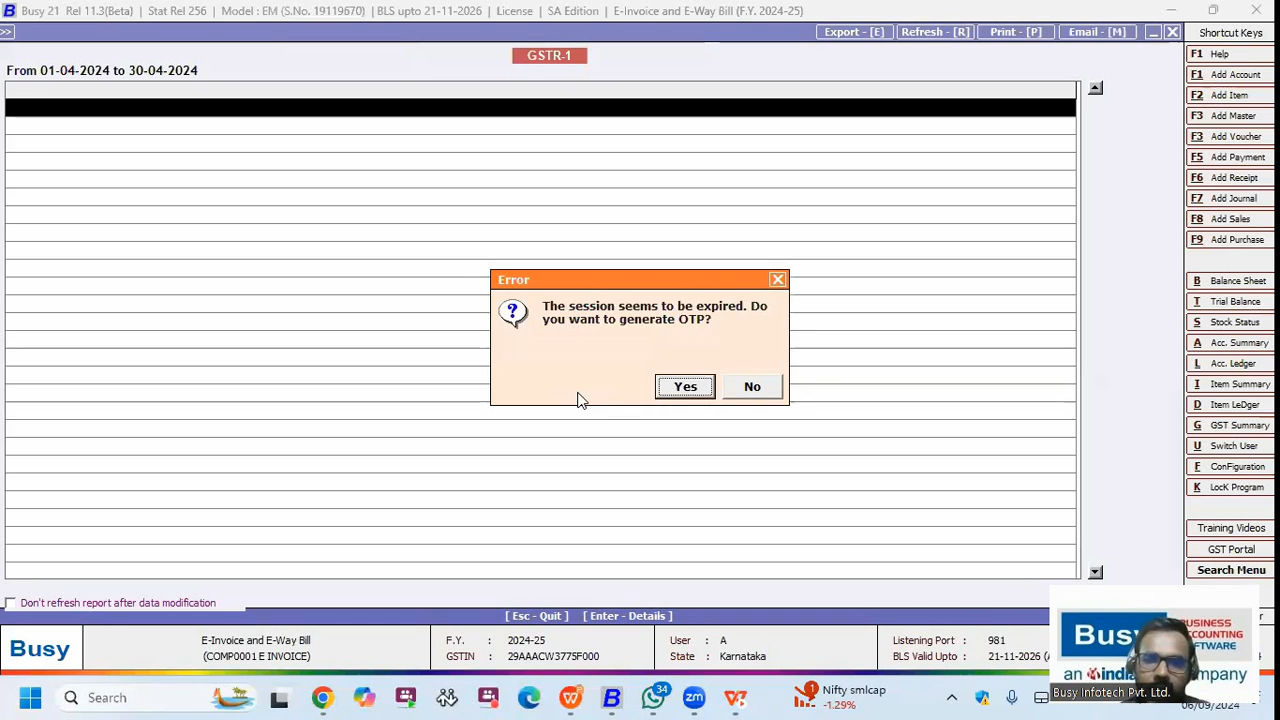 Busy 21 Rel 11.3(Beta) | Stat Rel 256 | Model : EM (S.No. 19119670) | BLS upto 21-11-2026 | License | SA Edition | E-Invoice and E-Way Bill (F.Y. 2024-25)
>> Export - [E] Refresh - [R] Print - [P] Email - [M]
Shortcut Keys
GSTR-1
From 01-04-2024 to 30-04-2024
F1 Help
F1 Add Account
F2 Add Item
F3 Add Master
F3 Add Voucher
F5 Add Payment
F6 Add Receipt
F7 Add Journal
F8 Add Sales
F9 Add Purchase
B Balance Sheet
T Trial Balance
S Stock Status
A Acc. Summary
L Acc. Ledger
I Item Summary
D Item LeDger
G GST Summary
U Switch User
F ConFiguration
K LocK Program
Training Videos
GST Portal
Search Menu
Error
The session seems to be expired. Do
you want to generate OTP?
Yes No
Don't refresh report after data modification
[ Esc - Quit ] [ Enter - Details ]
Busy
E-Invoice and E-Way Bill
(COMP0001 E INVOICE)
F.Y. : 2024-25
GSTIN : 29AAACW3775F000
User : A
State : Karnataka
Listening Port : 981
BLS Valid Upto : 21-11-2026
Busy BUSINESS
ACCOUNTING
SOFTWARE
Busy Infotech Pvt. Ltd.
Search
34
Nifty smlcap
-1.29%
06/09/2024